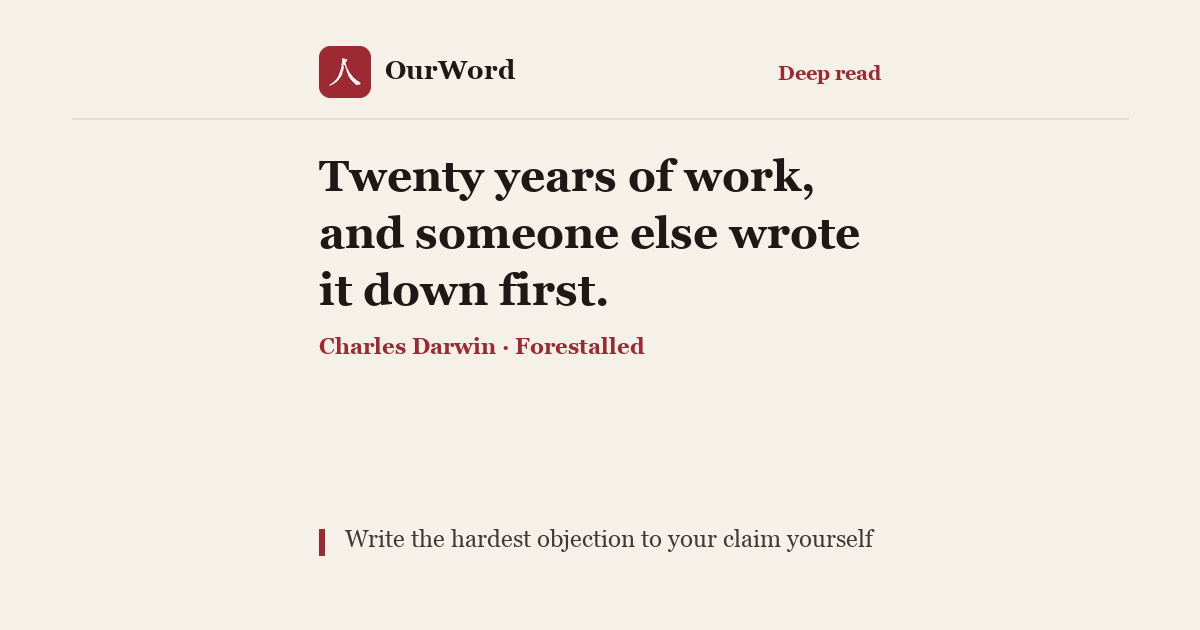 人 OurWord
Deep read
Twenty years of work,
and someone else wrote
it down first.
Charles Darwin · Forestalled
Write the hardest objection to your claim yourself